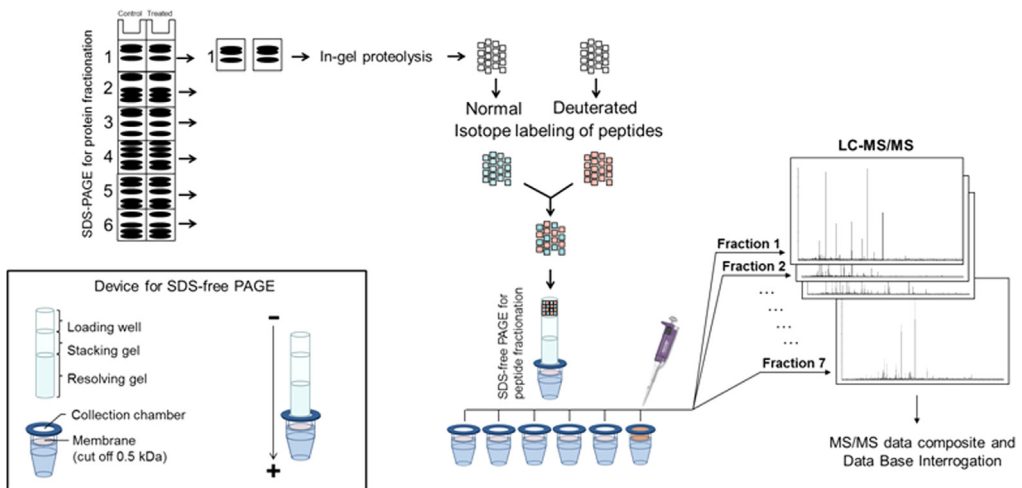 Control Treated
SDS-PAGE for protein fractionation
1
2
3
4
5
6
1
In-gel proteolysis
Normal Deuterated
Isotope labeling of peptides
SDS-free PAGE for
peptide fractionation
LC-MS/MS
Fraction 1
Fraction 2
... 
...
...
...
Fraction 7
MS/MS data composite and
Data Base Interrogation
Device for SDS-free PAGE
Loading well
Stacking gel
Resolving gel
Collection chamber
Membrane
(cut off 0.5 kDa)
-
+